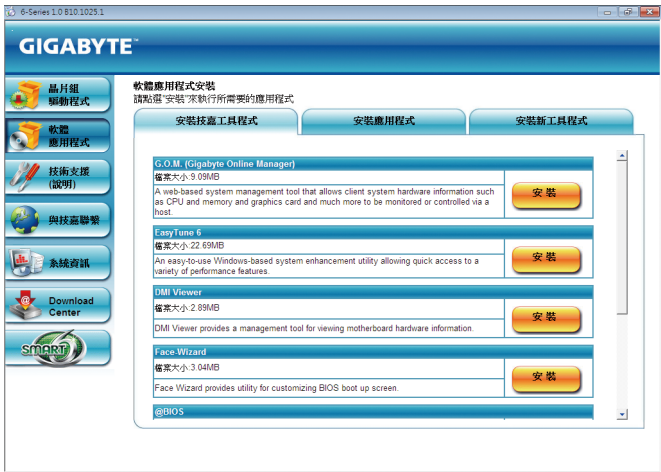 6-Series 1.0 B10.1025.1
GIGABYTE™
晶片組
驅動程式
軟體
應用程式
技術支援
(說明)
與技嘉聯繫
系統資訊
Download
Center
SMART6
軟體應用程式安裝
請點選"安裝"來執行所需要的應用程式
安裝技嘉工具程式
安裝應用程式
安裝新工具程式
G.O.M. (Gigabyte Online Manager)
檔案大小:9.09MB
A web-based system management tool that allows client system hardware information such
as CPU and memory and graphics card and much more to be monitored or controlled via a
host.
安裝
EasyTune 6
檔案大小:22.69MB
An easy-to-use Windows-based system enhancement utility allowing quick access to a
variety of performance features.
安裝
DMI Viewer
檔案大小:2.89MB
DMI Viewer provides a management tool for viewing motherboard hardware information.
安裝
Face-Wizard
檔案大小:3.04MB
Face Wizard provides utility for customizing BIOS boot up screen.
安裝
@BIOS